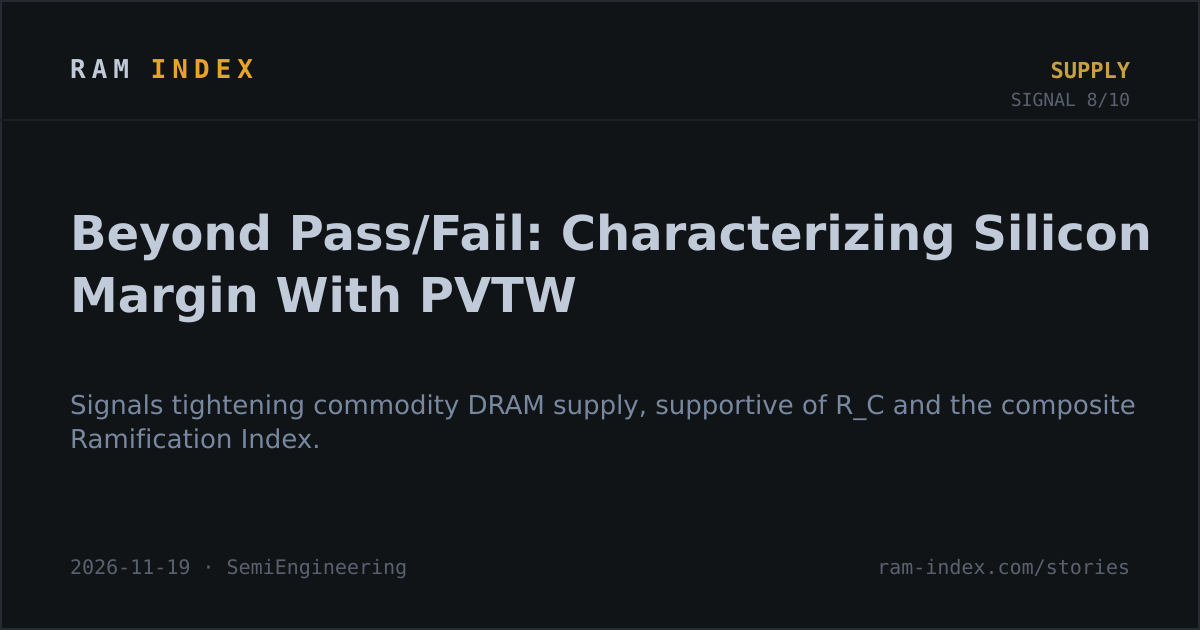 RAM INDEX
SUPPLY
SIGNAL 8/10
Beyond Pass/Fail: Characterizing Silicon
Margin With PVTW
Signals tightening commodity DRAM supply, supportive of R_C and the composite
Ramification Index.
2026-11-19 · SemiEngineering
ram-index.com/stories